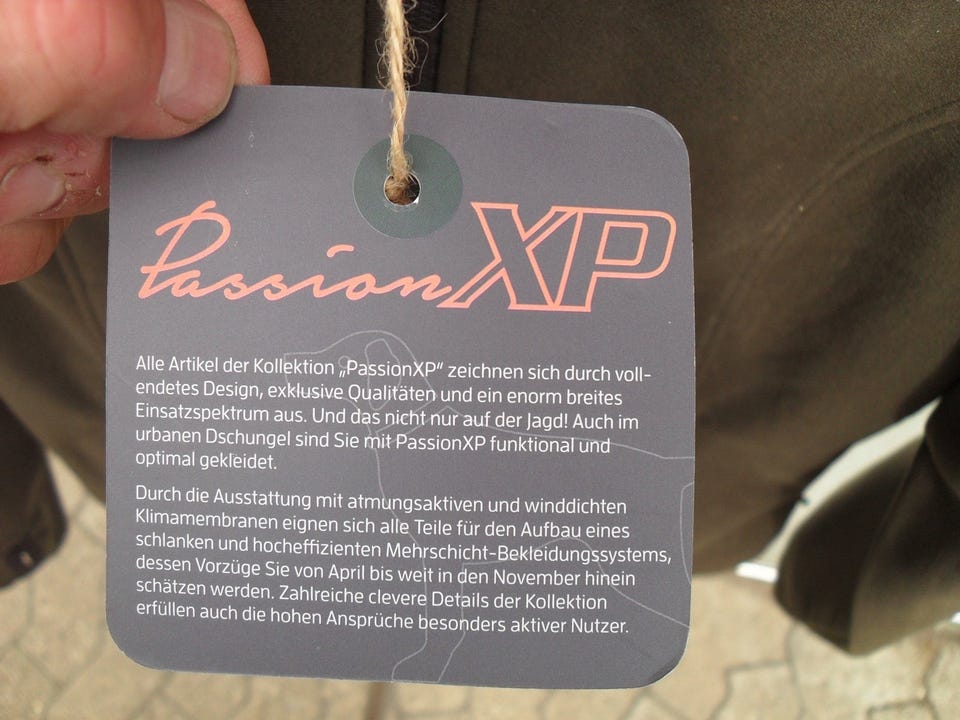 PassionXP
Alle Artikel der Kollektion „PassionXP“ zeichnen sich durch voll-
endetes Design, exklusive Qualitäten und ein enorm breites
Einsatzspektrum aus. Und das nicht nur auf der Jagd! Auch im
urbanen Dschungel sind Sie mit PassionXP funktional und
optimal gekleidet.
Durch die Ausstattung mit atmungsaktiven und winddichten
Klimamembranen eignen sich alle Teile für den Aufbau eines
schlanken und hocheffizienten Mehrschicht-Bekleidungssystems,
dessen Vorzüge Sie von April bis weit in den November hinein
schätzen werden. Zahlreiche clevere Details der Kollektion
erfüllen auch die hohen Ansprüche besonders aktiver Nutzer.